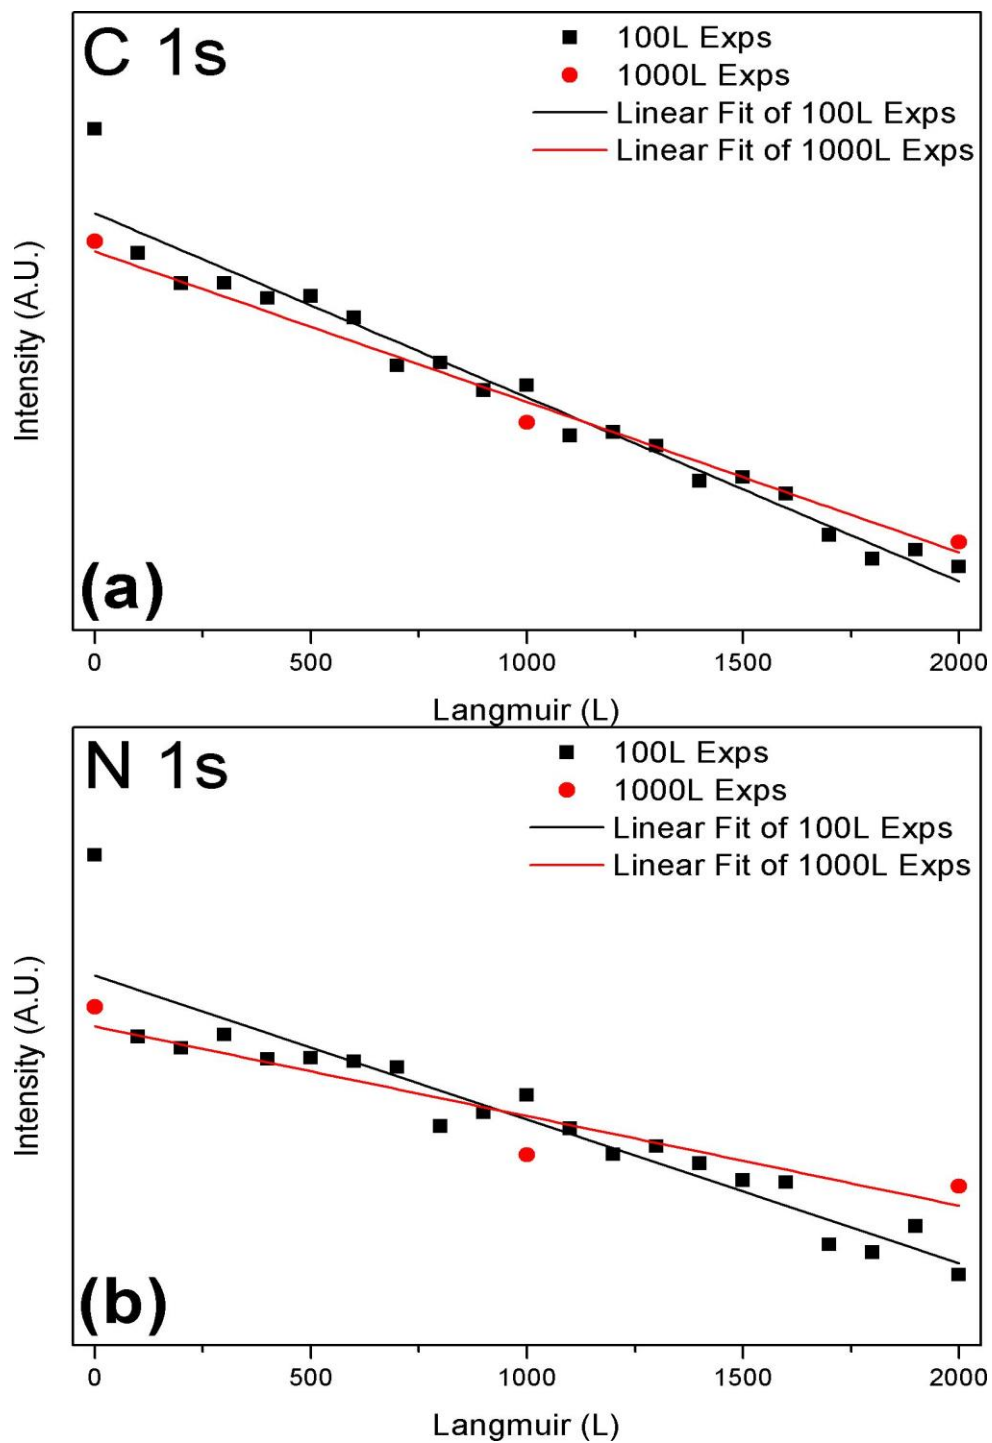 C 1s
100L Exps
1000L Exps
Linear Fit of 100L Exps
Linear Fit of 1000L Exps
Intensity (A.U.)
(a)
0 500 1000 1500 2000
Langmuir (L)
N 1s
100L Exps
1000L Exps
Linear Fit of 100L Exps
Linear Fit of 1000L Exps
Intensity (A.U.)
(b)
0 500 1000 1500 2000
Langmuir (L)